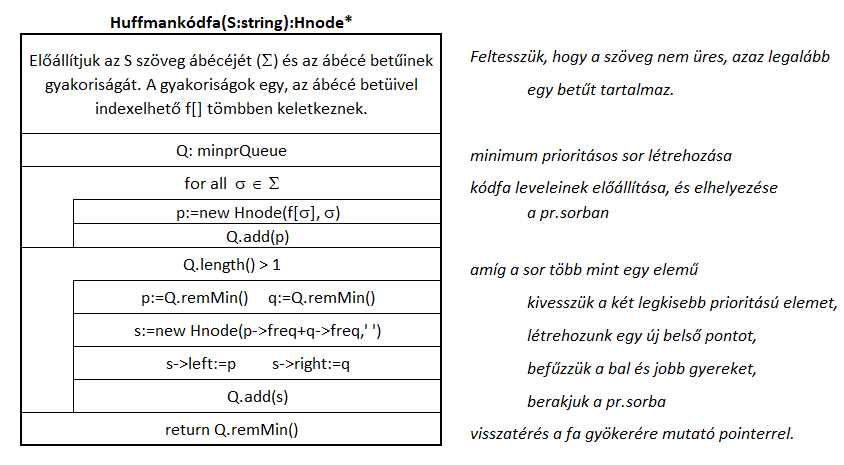 Huffmankódfa(S:string):Hnode*
Előállítjuk az S szöveg ábécéjét (Σ) és az ábécé betűinek
gyakoriságát. A gyakoriságok egy, az ábécé betüivel
indexelhető f[] tömbben keletkeznek.
Feltesszük, hogy a szöveg nem üres, azaz legalább
egy betűt tartalmaz.
Q: minprQueue
minimum prioritásos sor létrehozása
for all σ ∈ Σ
kódfa leveleinek előállítása, és elhelyezése
p:=new Hnode(f[σ], σ)
a pr.sorban
Q.add(p)
Q.length() > 1
amíg a sor több mint egy elemű
p:=Q.remMin() q:=Q.remMin()
kivesszük a két legkisebb prioritású elemet,
s:=new Hnode(p->freq+q->freq,' ')
létrehozunk egy új belső pontot,
s->left:=p s->right:=q
befűzzük a bal és jobb gyereket,
Q.add(s)
berakjuk a pr.sorba
return Q.remMin()
visszatérés a fa gyökerére mutató pointerrel.